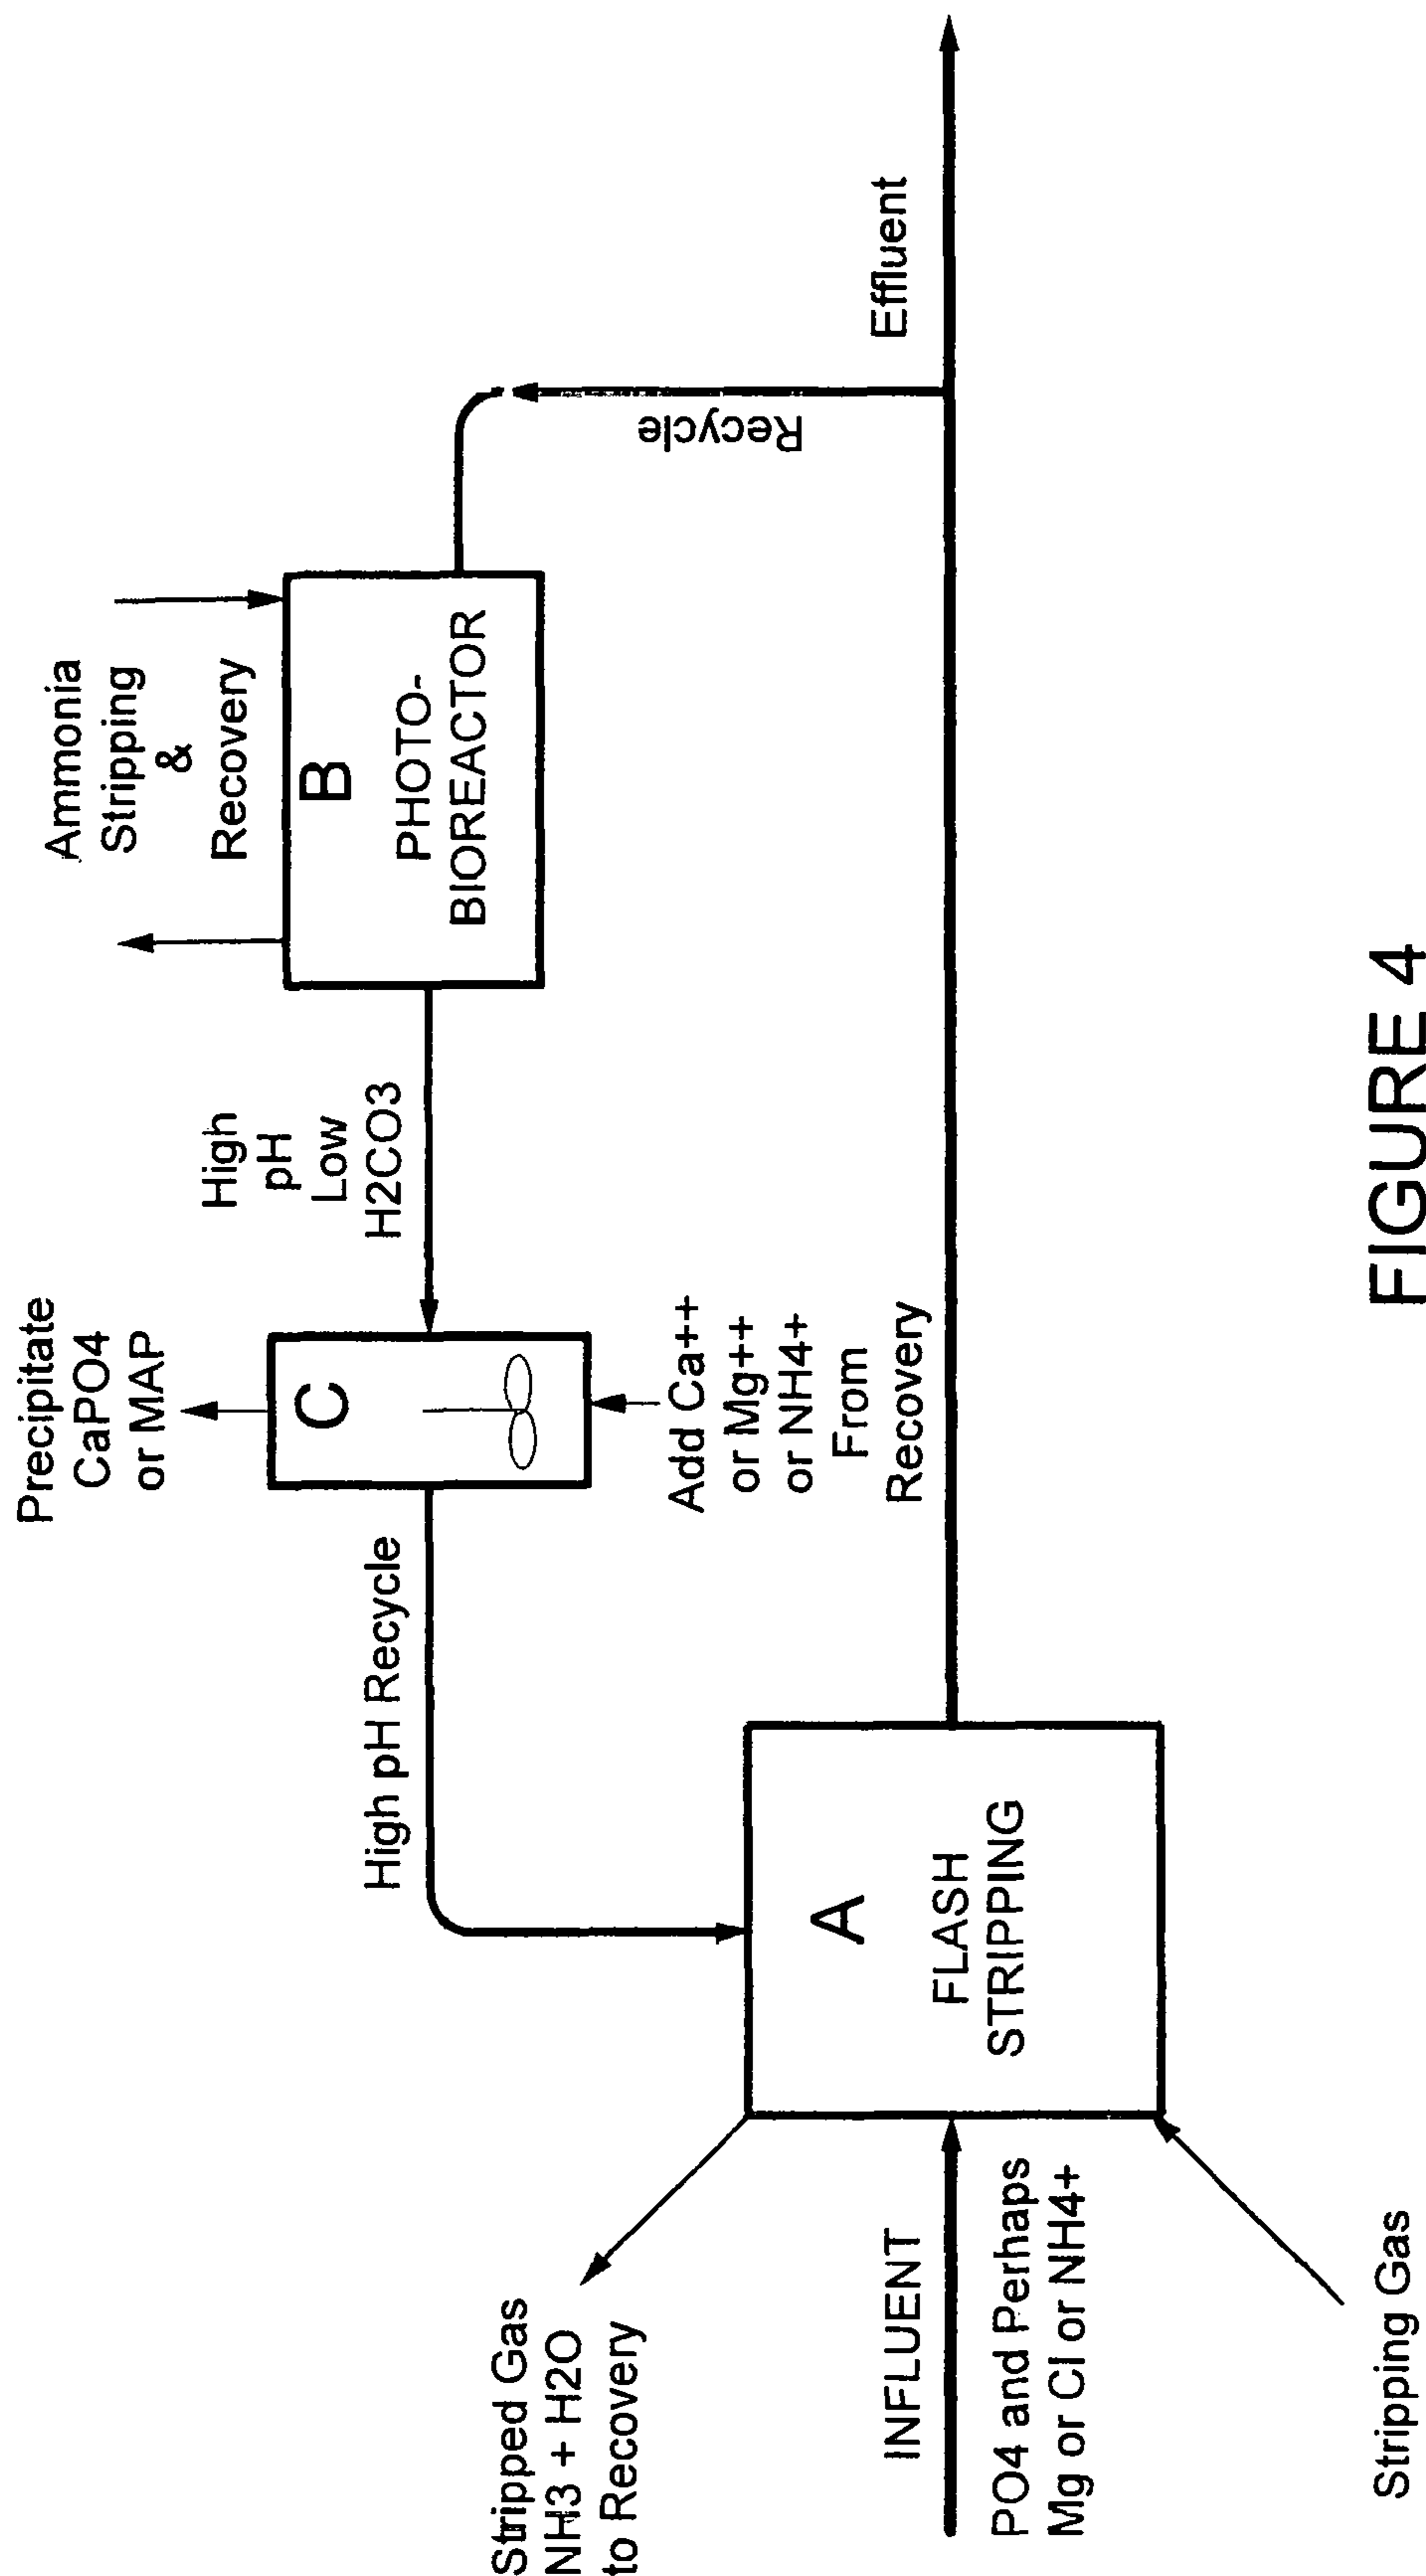 Ammonia
Stripping
&
Recovery
B
PHOTO-
BIOREACTOR
High
pH
Low
H2CO3
Precipitate
CaPO4
or MAP
C
Add Ca++
or Mg++
or NH4+
From
Recovery
High pH Recycle
Recycle
Effluent
A
FLASH
STRIPPING
Stripped Gas
NH3 + H2O
to Recovery
INFLUENT
PO4 and Perhaps
Mg or Cl or NH4+
Stripping Gas
FIGURE 4